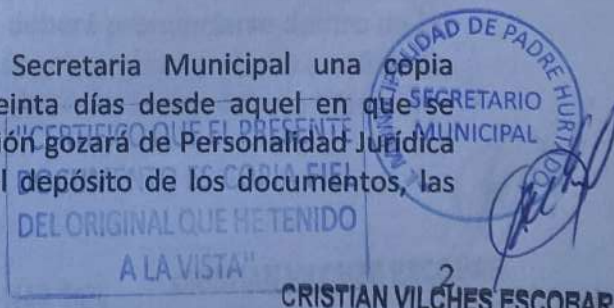 Secretaria Municipal una copia
einta días desde aquel en que se
ión gozará de Personalidad Jurídica
l depósito de los documentos, las
"CERTIFICO QUE EL PRESENTE
DOCUMENTO ES COPIA FIEL
DEL ORIGINAL QUE HE TENIDO
A LA VISTA"
I MUNICIPALIDAD DE PADRE HURTADO
SECRETARIO
MUNICIPAL
2
CRISTIAN VILCHES ESCOBAR